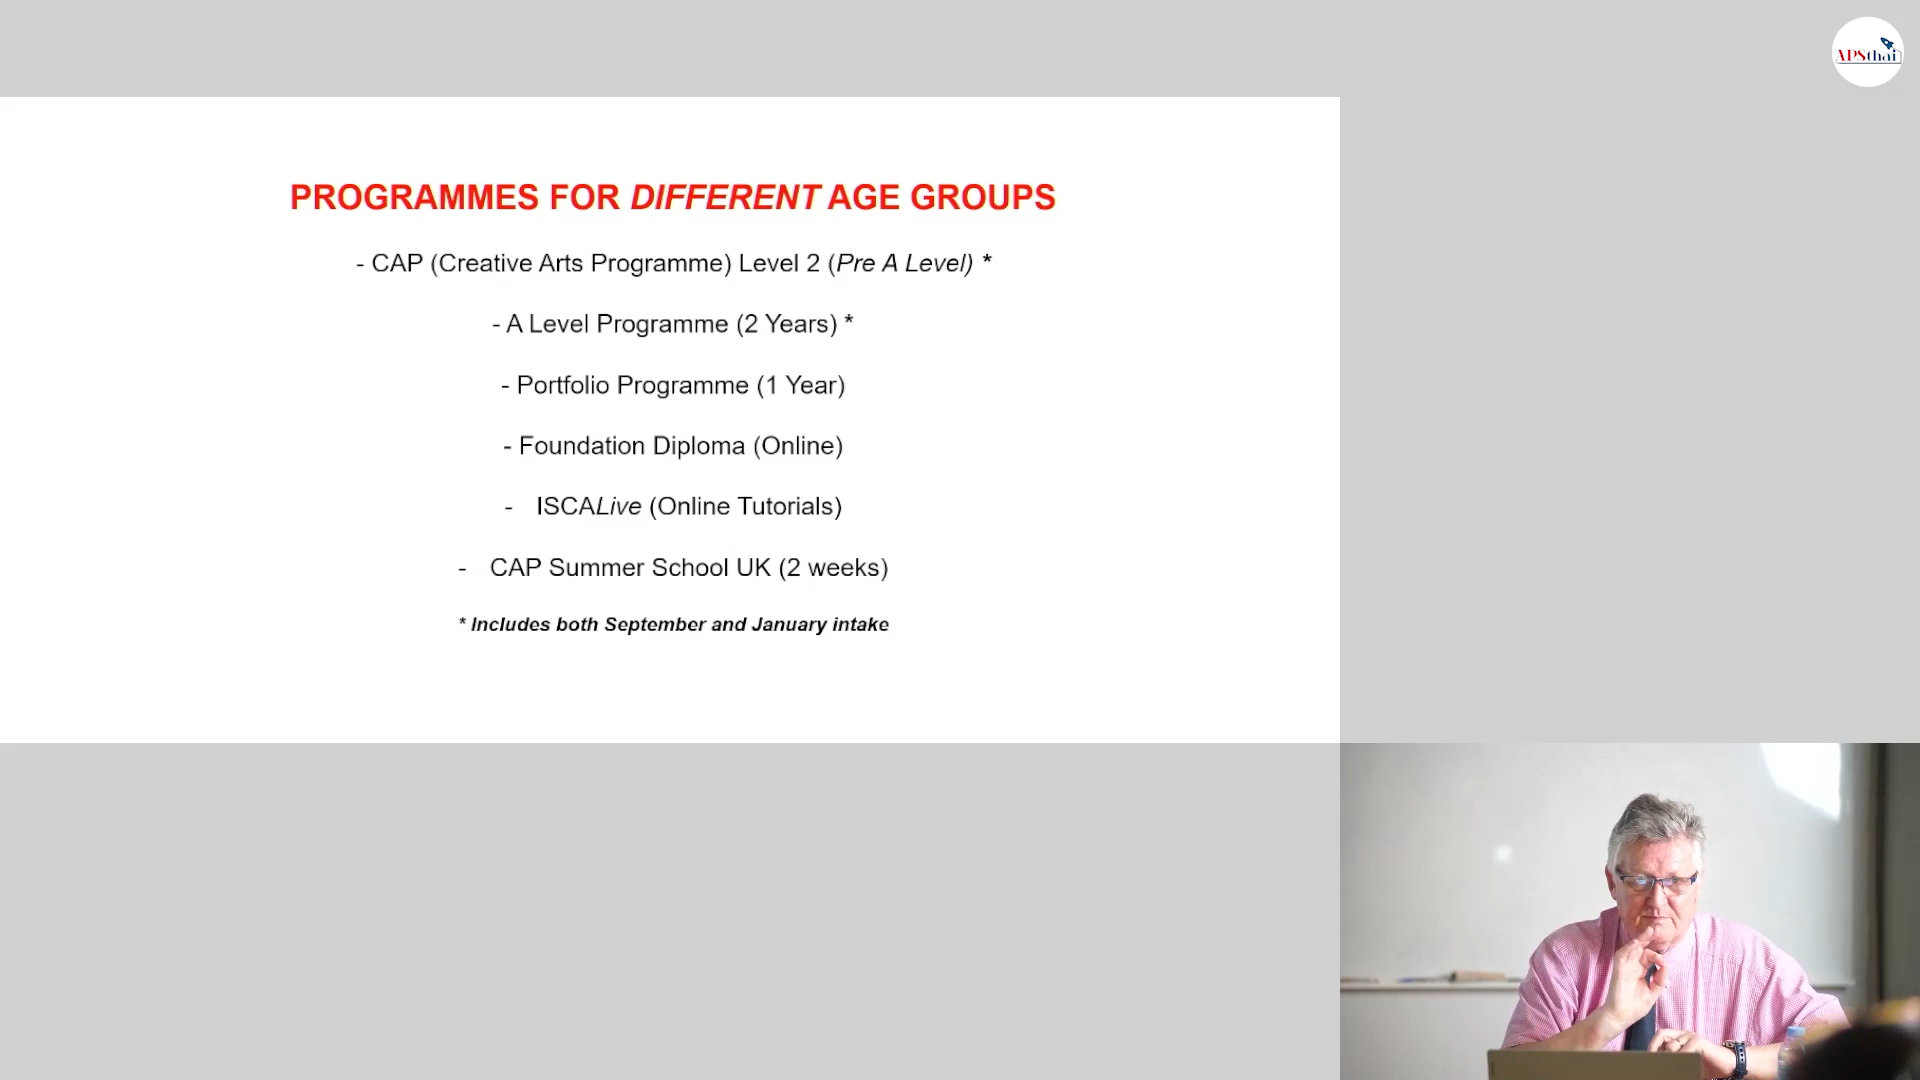 APSthai
PROGRAMMES FOR DIFFERENT AGE GROUPS
- CAP (Creative Arts Programme) Level 2 (Pre A Level) *
- A Level Programme (2 Years) *
- Portfolio Programme (1 Year)
- Foundation Diploma (Online)
- ISCALive (Online Tutorials)
- CAP Summer School UK (2 weeks)
* Includes both September and January intake